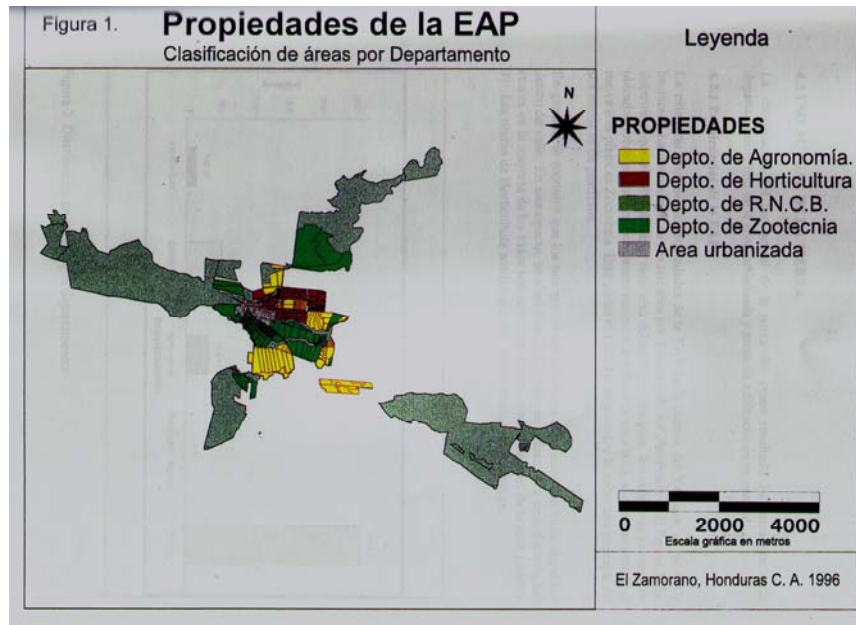 Figura 1.
Propiedades de la EAP
Clasificación de áreas por Departamento
N
Leyenda
PROPIEDADES
Depto. de Agronomía.
Depto. de Horticultura
Depto. de R.N.C.B.
Depto. de Zootecnia
Area urbanizada
0 2000 4000
Escala gráfica en metros
El Zamorano, Honduras C. A. 1996